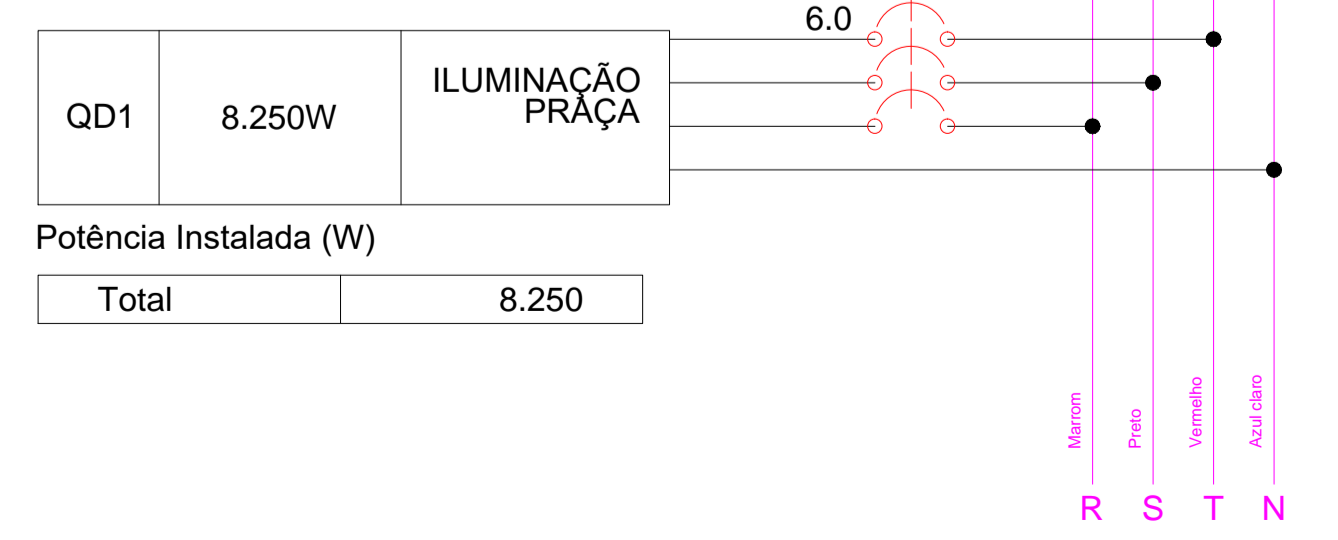 6.0
QD1 8.250W ILUMINAÇÃO
PRAÇA
Potência Instalada (W)
Total 8.250
Marrom Preto Vermelho Azul claro
R S T N